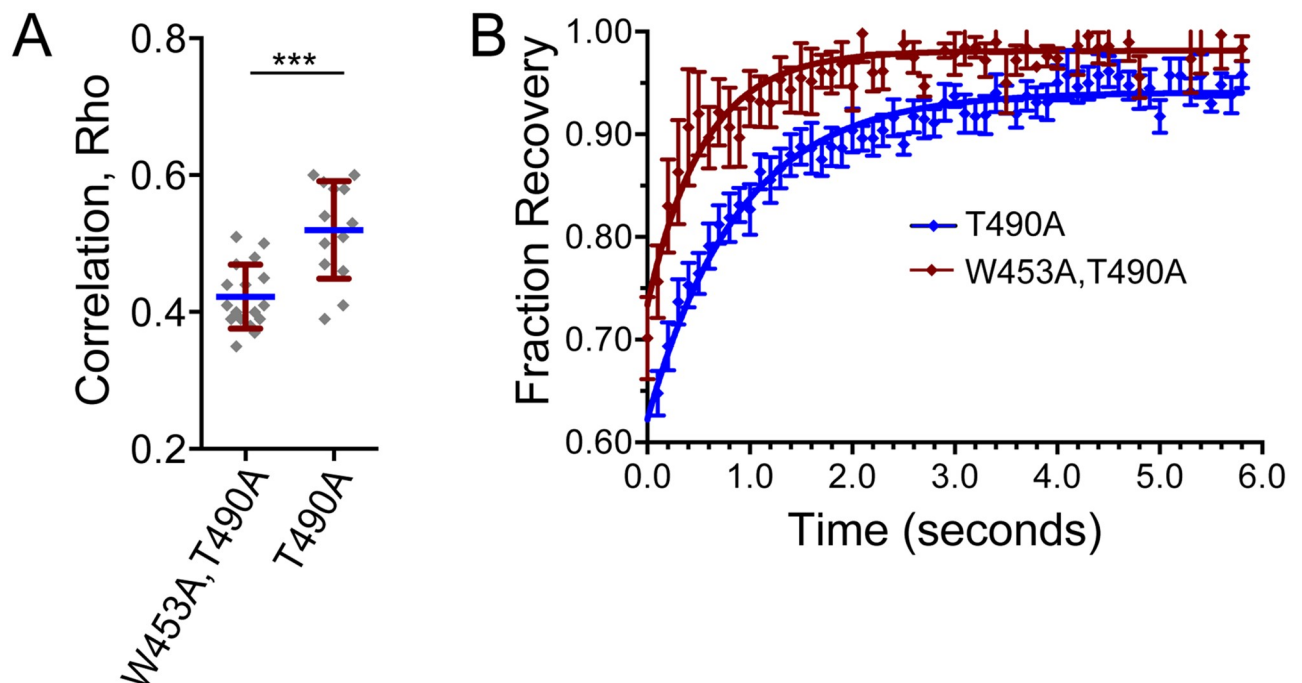 A
Correlation, Rho
0.8
0.6
0.4
0.2
***
W453A, T490A
T490A
B
Fraction Recovery
1.00
0.90
0.80
0.70
0.60
0.0 1.0 2.0 3.0 4.0 5.0 6.0
Time (seconds)
T490A
W453A,T490A